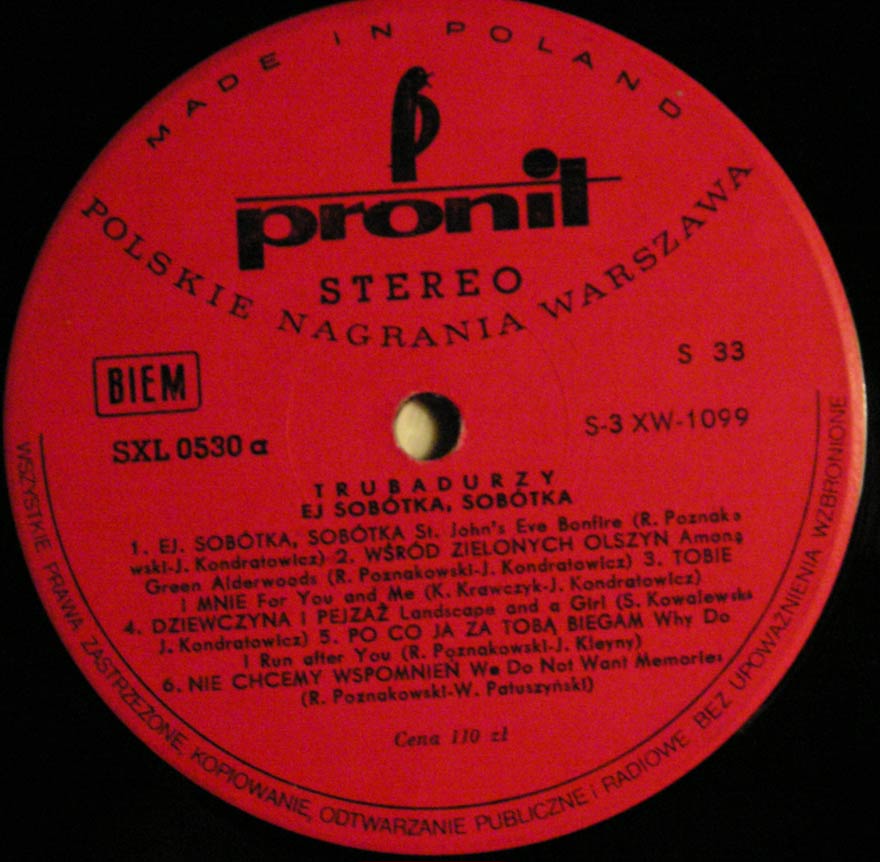 MADE IN POLAND
pronit
STEREO
POLSKIE NAGRANIA WARSZAWA
BIEM
S 33
SXL 0530 a
S-3 XW-1099
TRUBADURZY
EJ SOBÓTKA, SOBÓTKA
1. EJ. SOBÓTKA, SOBÓTKA St. John's Eve Bonfire (R. Poznako
wski-J. Kondratowicz) 2. WŚRÓD ZIELONYCH OLSZYN Among
Green Alderwoods (R. Poznakowski-J. Kondratowicz) 3. TOBIE
I MNIE For You and Me (K. Krawczyk-J. Kondratowicz)
4. DZIEWCZYNA I PEJZAŻ Landscape and a Girl (S. Kowalewski
J. Kondratowicz) 5. PO CO JA ZA TOBĄ BIEGAM Why Do
I Run after You (R. Poznakowski-J. Kleyny)
6. NIE CHCEMY WSPOMNIEŃ We Do Not Want Memories
(R. Poznakowski-W. Patuszyński)
Cena 110 zł
WSZYSTKIE PRAWA ZASTRZEŻONE, KOPIOWANIE, ODTWARZANIE PUBLICZNE i RADIOWE BEZ UPOWAŻNIENIA WZBRONIONE